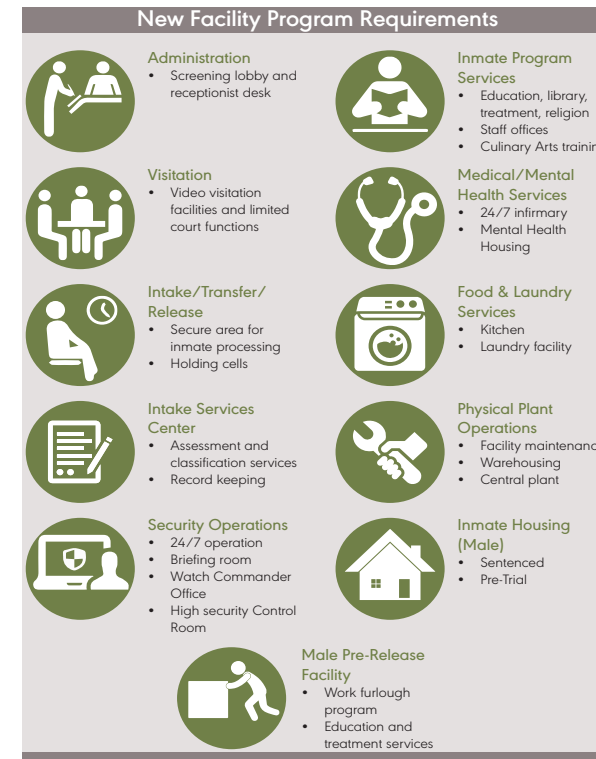 New Facility Program Requirements
Administration
• Screening lobby and
receptionist desk
Visitation
• Video visitation
facilities and limited
court functions
Intake/Transfer/
Release
• Secure area for
inmate processing
• Holding cells
Intake Services
Center
• Assessment and
classification services
• Record keeping
Security Operations
• 24/7 operation
• Briefing room
• Watch Commander
Office
• High security Control
Room
Inmate Program
Services
• Education, library,
treatment, religion
• Staff offices
• Culinary Arts trainin
Medical/Mental
Health Services
• 24/7 infirmary
• Mental Health
Housing
Food & Laundry
Services
• Kitchen
• Laundry facility
Physical Plant
Operations
• Facility maintenanc
• Warehousing
• Central plant
Inmate Housing
(Male)
• Sentenced
• Pre-Trial
Male Pre-Release
Facility
• Work furlough
program
• Education and
treatment services